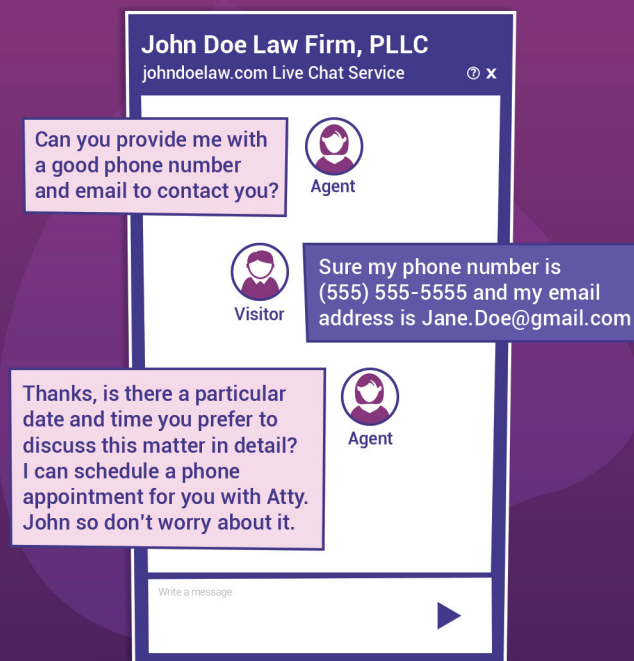 John Doe Law Firm, PLLC
johndoelaw.com Live Chat Service
? x
Can you provide me with
a good phone number
and email to contact you?
Agent
Sure my phone number is
(555) 555-5555 and my email
address is Jane.Doe@gmail.com
Visitor
Thanks, is there a particular
date and time you prefer to
discuss this matter in detail?
I can schedule a phone
appointment for you with Atty.
John so don't worry about it.
Agent
Write a message